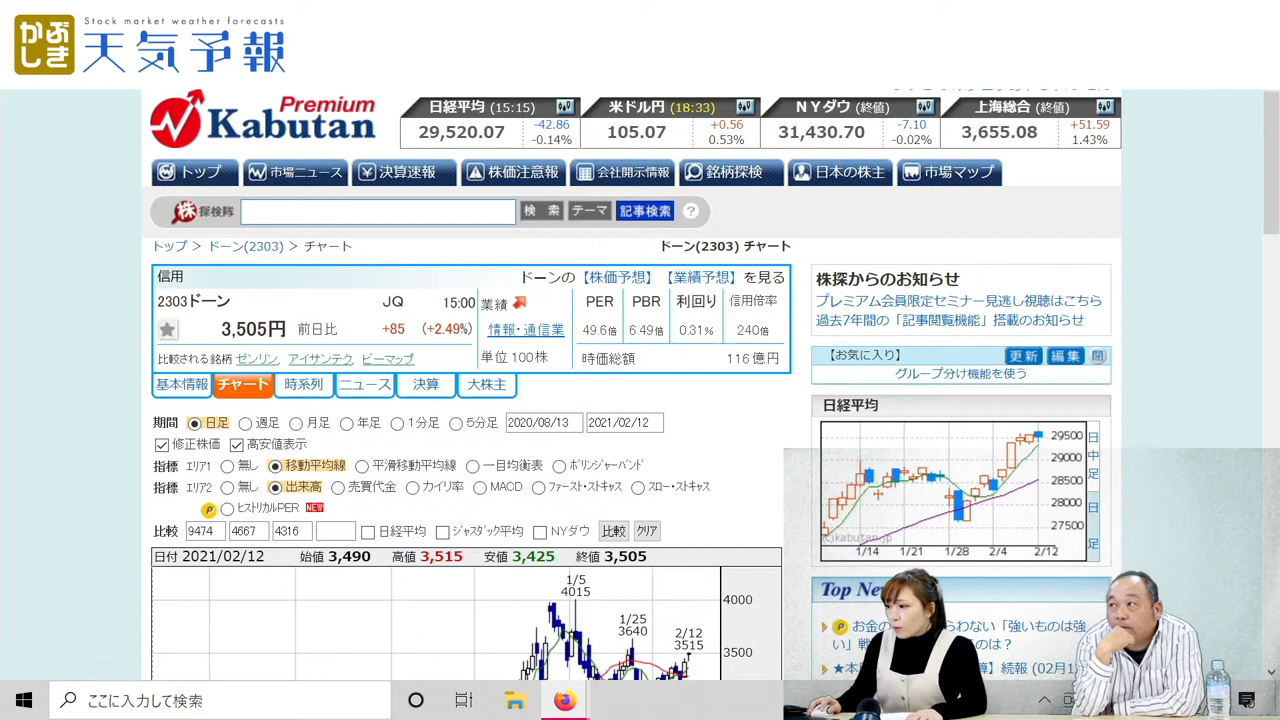 かぶしき
Stock market weather forecasts
天気予報
Premium
Kabutan
日経平均 (15:15)
29,520.07
-42.86
-0.14%
米ドル円 (18:33)
105.07
+0.56
0.53%
NYダウ (終値)
31,430.70
-7.10
-0.02%
上海総合 (終値)
3,655.08
+51.59
1.43%
トップ 市場ニュース 決算速報 株価注意報 会社開示情報 銘柄探検 日本の株主 市場マップ
株探検隊 検 索 テーマ 記事検索 ?
トップ > ドーン(2303) > チャート
ドーン(2303) チャート
信用
ドーンの【株価予想】【業績予想】を見る
2303ドーン JQ 15:00
3,505円 前日比 +85 (+2.49%)
比較される銘柄 ゼンリン, アイサンテク, ビーマップ
業績
情報・通信業
単位 100株
PER PBR 利回り 信用倍率
49.6倍 6.49倍 0.31% 240倍
時価総額 116億円
基本情報 チャート 時系列 ニュース 決算 大株主
期間 日足 週足 月足 年足 1分足 5分足 2020/08/13 2021/02/12
修正株価 高安値表示
指標 エリア1 無し 移動平均線 平滑移動平均線 一目均衡表 ボリンジャーバンド
指標 エリア2 無し 出来高 売買代金 カイリ率 MACD ファースト・ストキャス スロー・ストキャス
P ヒストリカルPER NEW
比較 9474 4667 4316 日経平均 ジャスダック平均 NYダウ 比較 クリア
日付 2021/02/12 始値 3,490 高値 3,515 安値 3,425 終値 3,505
1/5
4015
1/25
3640
2/12
3515
4000
3500
株探からのお知らせ
プレミアム会員限定セミナー見逃し視聴はこちら
過去7年間の「記事閲覧機能」搭載のお知らせ
【お気に入り】 更新 編集 閉
グループ分け機能を使う
日経平均
29500
29000
28500
28000
27500
日
中
足
日
足
(c)kabutan.jp
1/14 1/21 1/28 2/4 2/12
Top Ne
P お金の
らわない「強いものは強
い」戦
のは?
★本
】続報 (02月1
ここに入力して検索